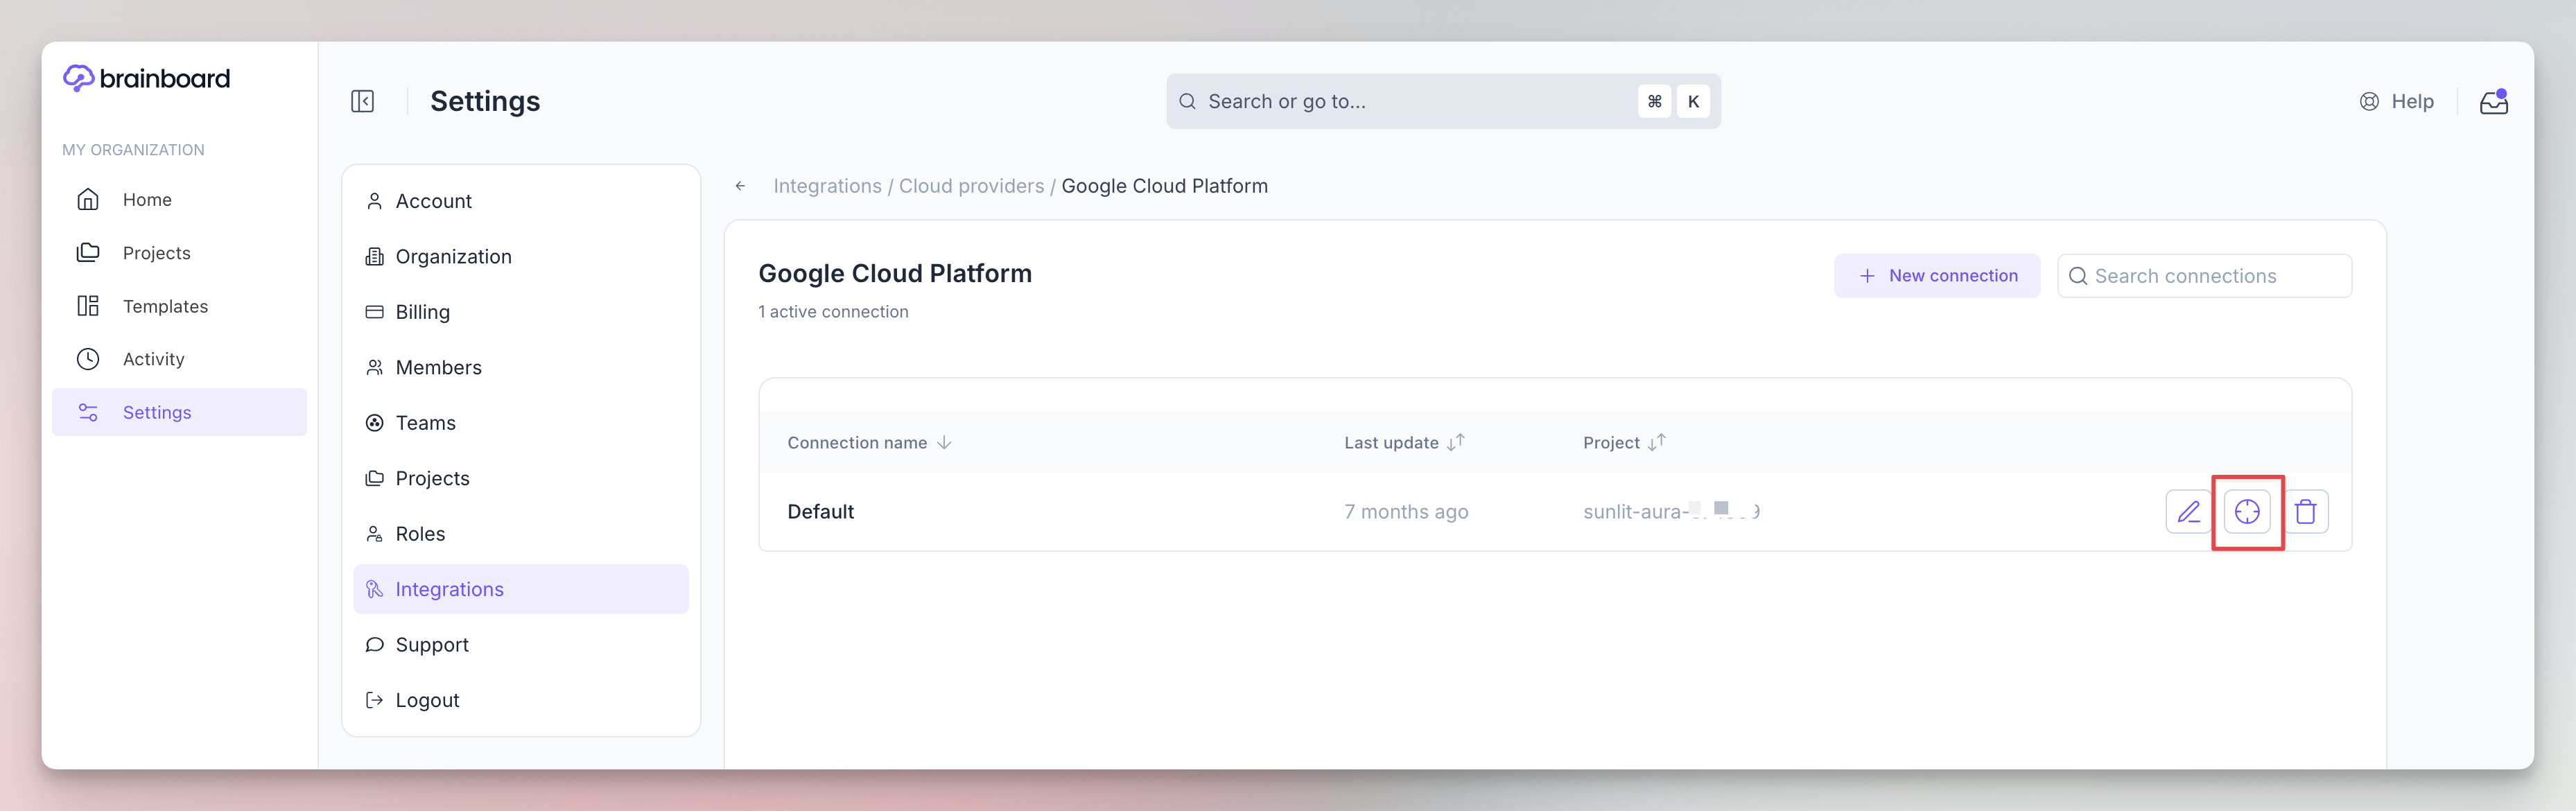 brainboard
MY ORGANIZATION
Home
Projects
Templates
Activity
Settings
Settings
Search or go to...
⌘ K
Help
Account
Organization
Billing
Members
Teams
Projects
Roles
Integrations
Support
Logout
Integrations / Cloud providers / Google Cloud Platform
Google Cloud Platform
1 active connection
New connection
Search connections
Connection name
Last update
Project
Default
7 months ago
sunlit-aura-